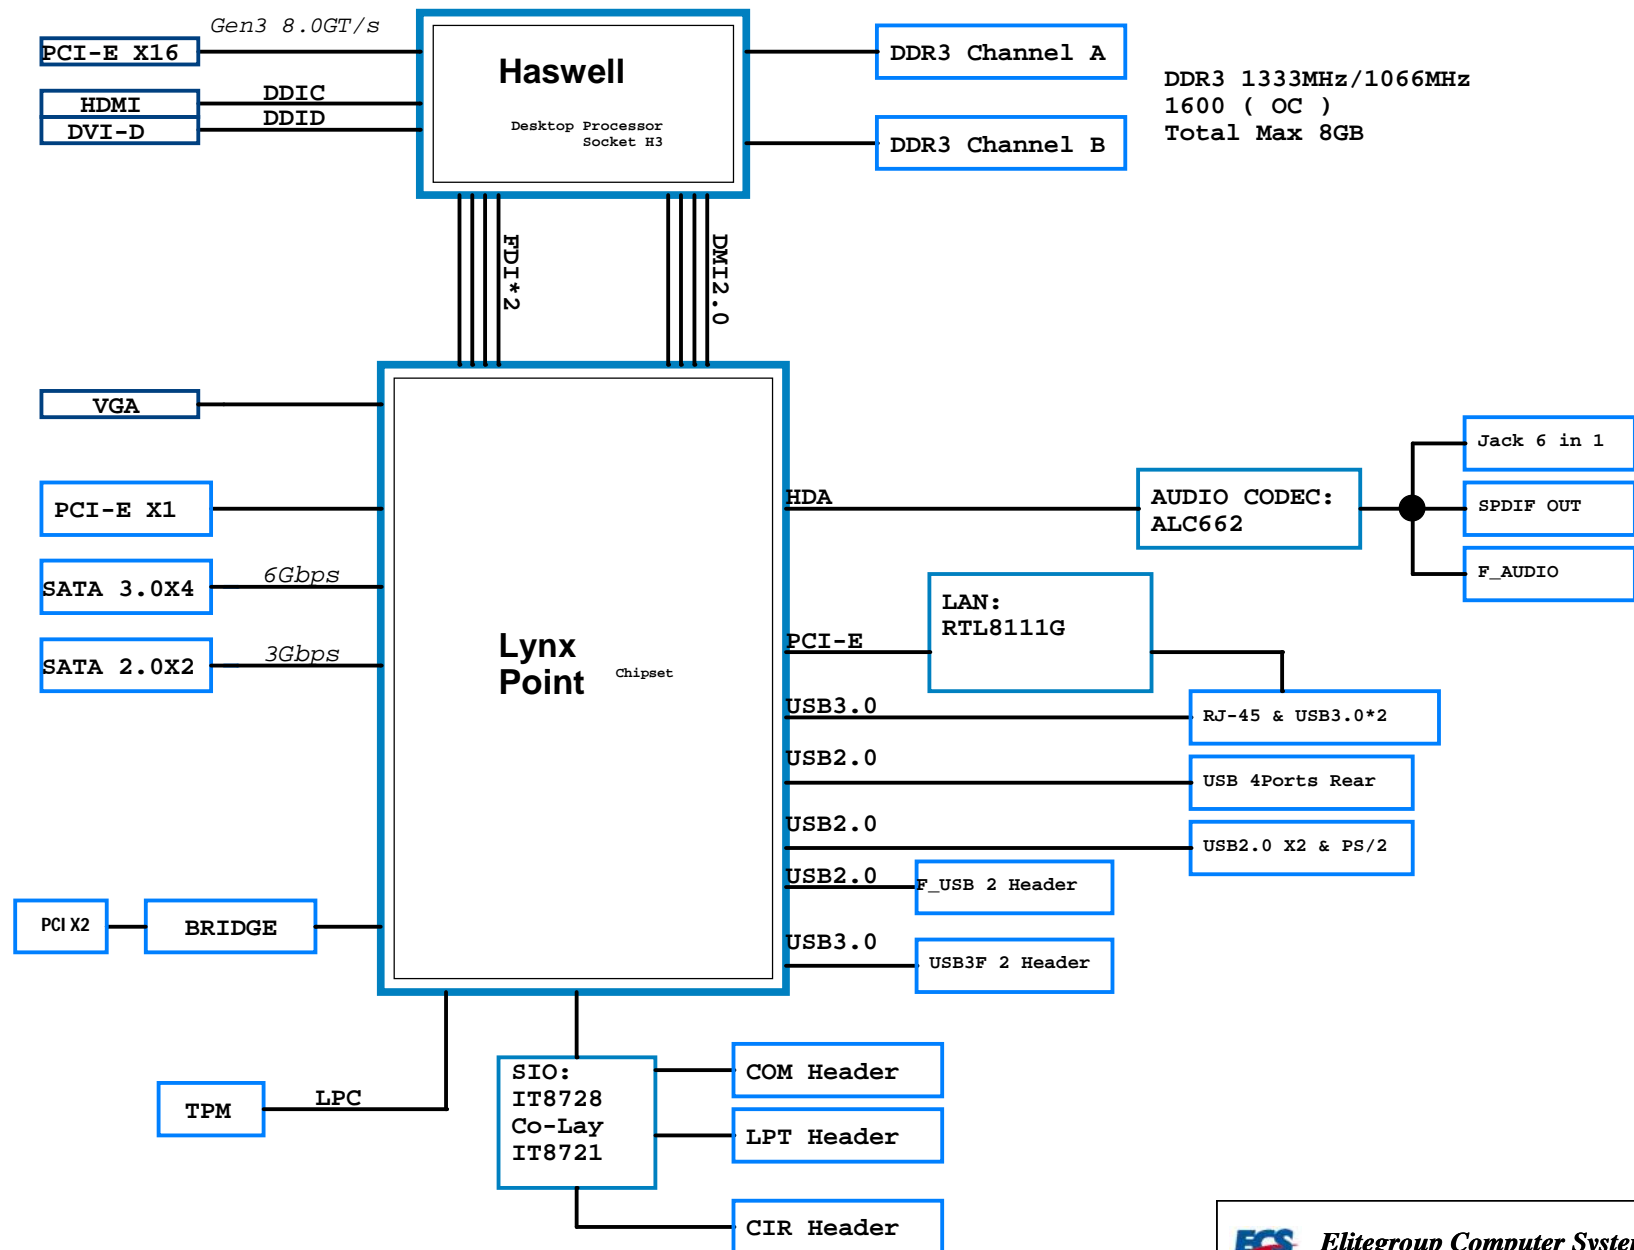 Gen3 8.0GT/s
PCI-E X16
HDMI
DDIC
DVI-D
DDID
Haswell
Desktop Processor
Socket H3
DDR3 Channel A
DDR3 Channel B
DDR3 1333MHz/1066MHz
1600 ( OC )
Total Max 8GB
FDI*2
DMI2.0
VGA
PCI-E X1
SATA 3.0X4
6Gbps
SATA 2.0X2
3Gbps
PCI X2
BRIDGE
Lynx
Point
Chipset
HDA
AUDIO CODEC:
ALC662
Jack 6 in 1
SPDIF OUT
F_AUDIO
PCI-E
LAN:
RTL8111G
USB3.0
RJ-45 & USB3.0*2
USB2.0
USB 4Ports Rear
USB2.0
USB2.0 X2 & PS/2
USB2.0
F_USB 2 Header
USB3.0
USB3F 2 Header
TPM
LPC
SIO:
IT8728
Co-Lay
IT8721
COM Header
LPT Header
CIR Header
ECS
Elitegroup Computer System